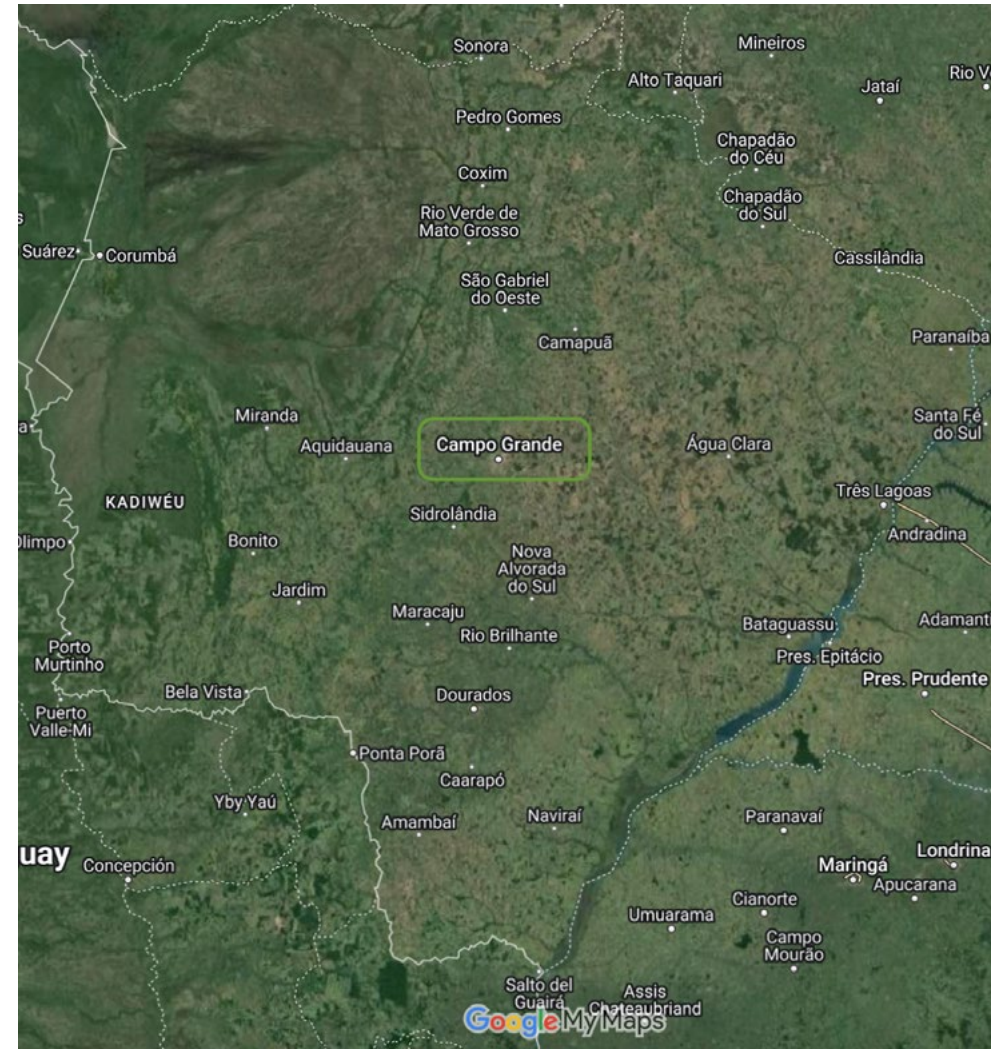 Sonora
Mineiros
Alto Taquari
Jataí
Rio V
Pedro Gomes
Chapadão
do Céu
Coxim
Chapadão
do Sul
Rio Verde de
Mato Grosso
s
Suárez
Corumbá
Cassilândia
São Gabriel
do Oeste
Camapuã
Paranaíba
Miranda
Santa Fé
do Sul
a
Aquidauana
Campo Grande
Água Clara
KADIWÉU
Três Lagoas
Sidrolândia
Andradina
Olimpo
Bonito
Nova
Alvorada
do Sul
Jardim
Maracaju
Rio Brilhante
Bataguassu
Adamanti
Porto
Murtinho
Pres. Epitácio
Pres. Prudente
Bela Vista
Dourados
Puerto
Valle-Mi
Ponta Porã
Caarapó
Yby Yaú
Amambaí
Naviraí
Paranavaí
uay
Concepción
Londrina
Maringá
Apucarana
Cianorte
Umuarama
Campo
Mourão
Salto del
Guairá
Assis
Chateaubriand
Google My Maps